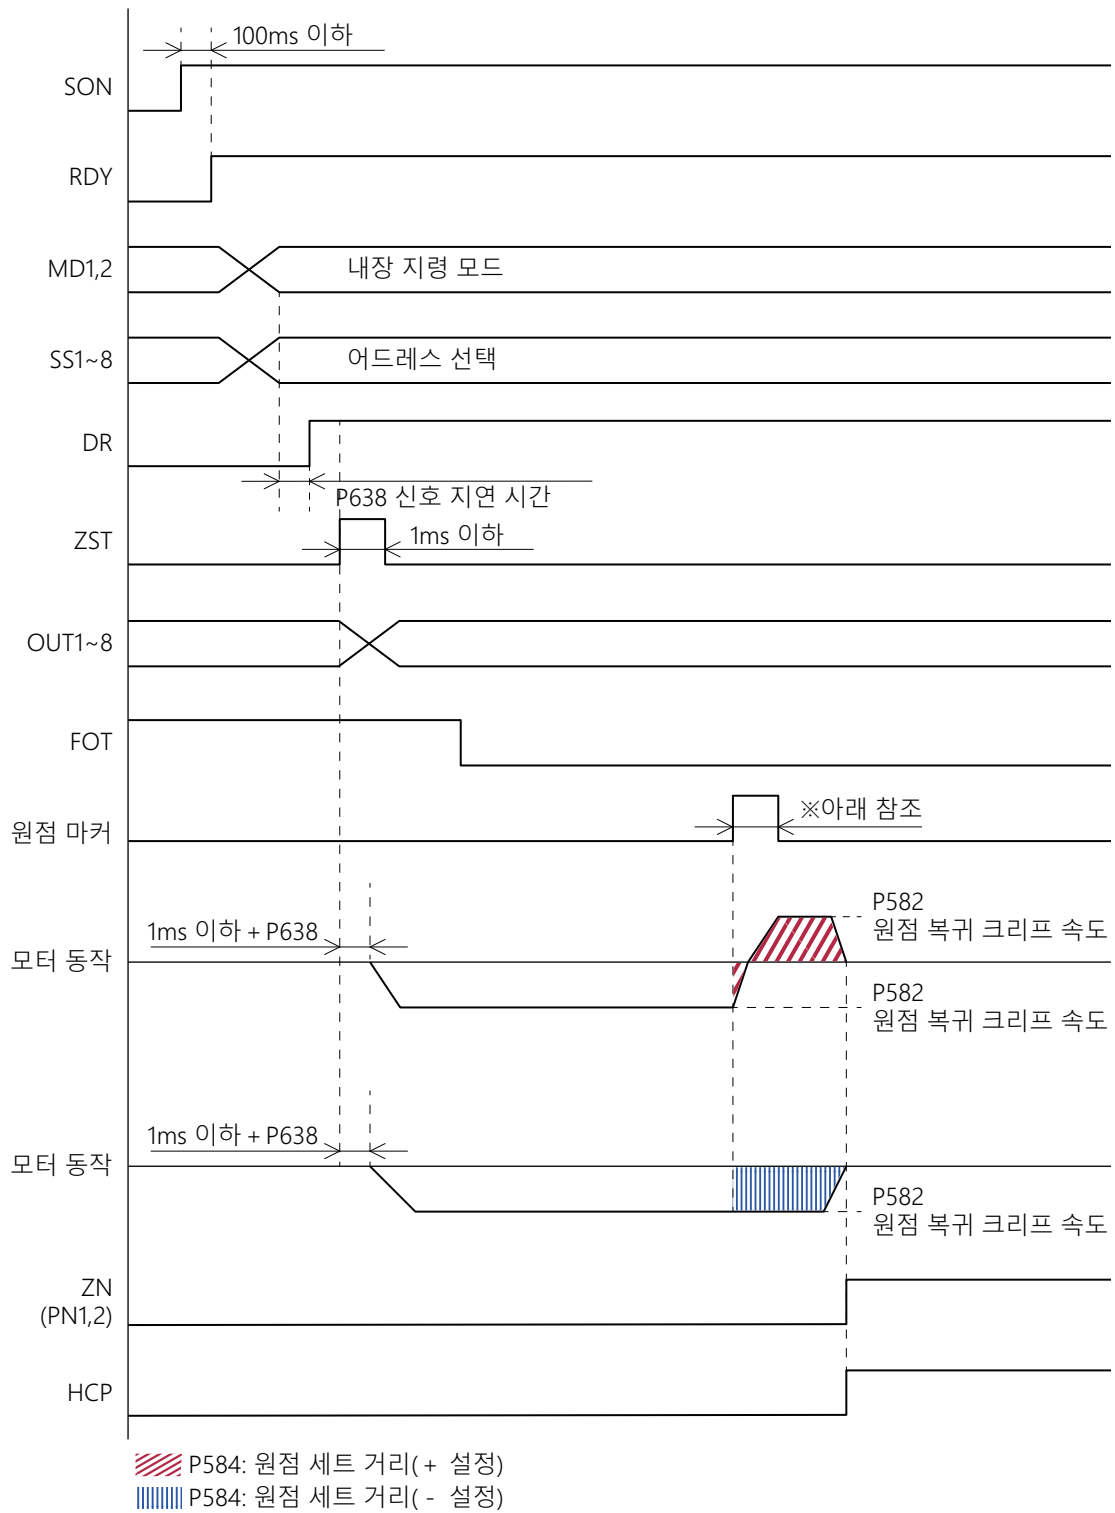 100ms 이하
SON
RDY
MD1,2
내장 지령 모드
SS1~8
어드레스 선택
DR
P638 신호 지연 시간
ZST
1ms 이하
OUT1~8
FOT
원점 마커
※아래 참조
P582
원점 복귀 크리프 속도
1ms 이하 + P638
모터 동작
P582
원점 복귀 크리프 속도
1ms 이하 + P638
모터 동작
P582
원점 복귀 크리프 속도
ZN
(PN1,2)
HCP
P584: 원점 세트 거리( + 설정)
P584: 원점 세트 거리( - 설정)